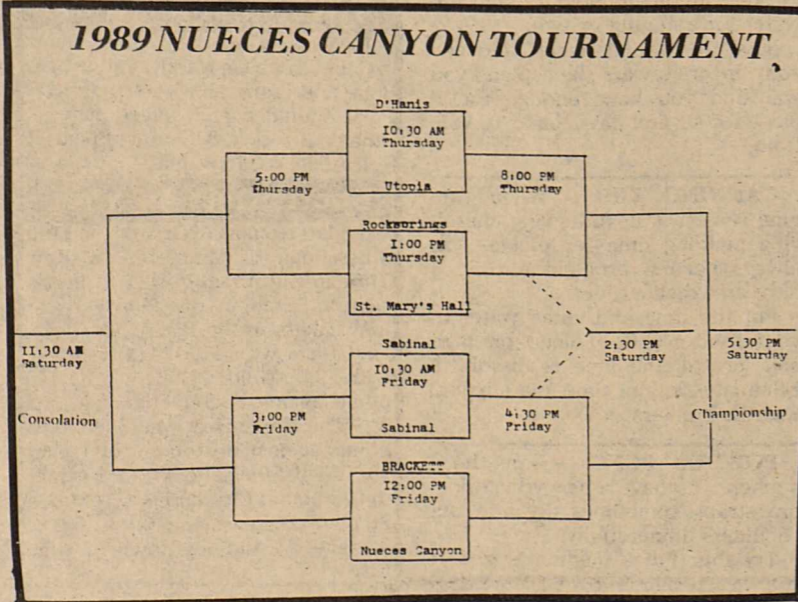 1989 NUECES CANYON TOURNAMENT
D'Hanis
10:30 AM
Thursday
Utopia
5:00 PM
Thursday
8:00 PM
Thursday
Rocksprings
1:00 PM
Thursday
St. Mary's Hall
11:30 AM
Saturday
Consolation
Sabinal
10:30 AM
Friday
Sabinal
3:00 PM
Friday
4:30 PM
Friday
2:30 PM
Saturday
5:30 PM
Saturday
Championship
BRACKETT
12:00 PM
Friday
Nueces Canyon